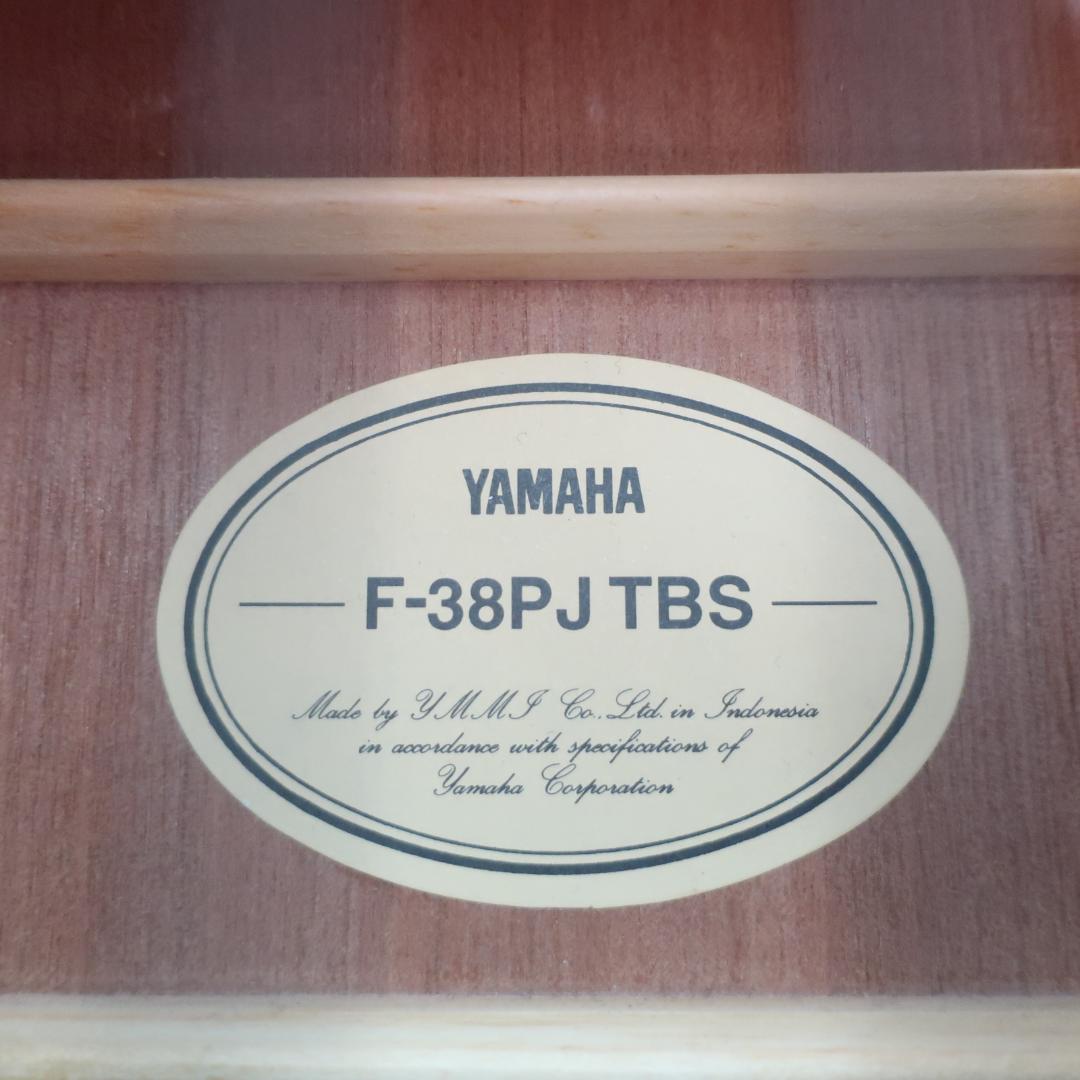 YAMAHA
F-38PJ TBS
Made by YMMI Co., Ltd. in Indonesia
in accordance with specifications of
Yamaha Corporation